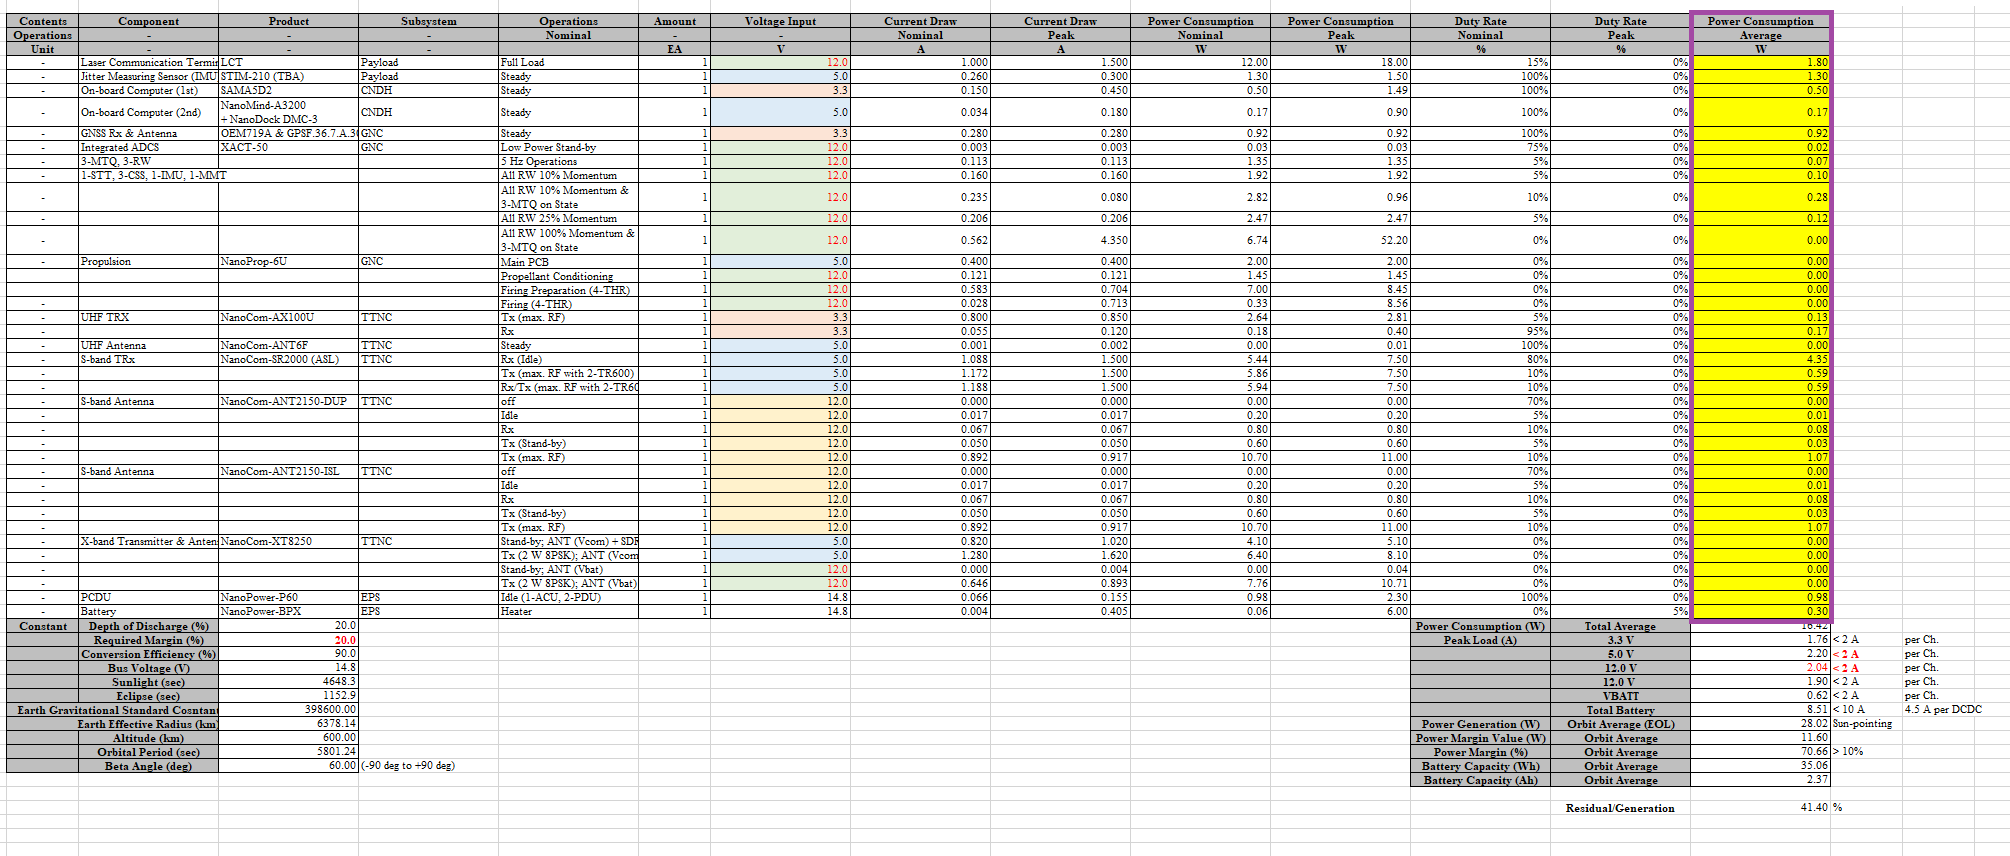 Contents Component Product Subsystem Operations Amount Voltage Input Current Draw Current Draw Power Consumption Power Consumption Duty Rate Duty Rate Power Consumption
Operations - - - Nominal - - Nominal Peak Nominal Peak Nominal Peak Average
Unit - - - EA V A A W W % % W
- Laser Communication Termin LCT Payload Full Load 1 12.0 1.000 1.500 12.00 18.00 15% 0% 1.80
- Jitter Measuring Sensor (IMU STIM-210 (TBA) Payload Steady 1 5.0 0.260 0.300 1.30 1.50 100% 0% 1.30
- On-board Computer (1st) SAMA5D2 CNDH Steady 1 3.3 0.150 0.450 0.50 1.49 100% 0% 0.50
- On-board Computer (2nd) NanoMind-A3200 + NanoDock DMC-3 CNDH Steady 1 5.0 0.034 0.180 0.17 0.90 100% 0% 0.17
- GNSS Rx & Antenna OEM719A & GPSF.36.7.A.30 GNC Steady 1 3.3 0.280 0.280 0.92 0.92 100% 0% 0.92
- Integrated ADCS XACT-50 GNC Low Power Stand-by 1 12.0 0.003 0.003 0.03 0.03 75% 0% 0.02
- 3-MTQ, 3-RW 5 Hz Operations 1 12.0 0.113 0.113 1.35 1.35 5% 0% 0.07
- 1-STT, 3-CSS, 1-IMU, 1-MMT All RW 10% Momentum 1 12.0 0.160 0.160 1.92 1.92 5% 0% 0.10
- All RW 10% Momentum & 3-MTQ on State 1 12.0 0.235 0.080 2.82 0.96 10% 0% 0.28
- All RW 25% Momentum 1 12.0 0.206 0.206 2.47 2.47 5% 0% 0.12
- All RW 100% Momentum & 3-MTQ on State 1 12.0 0.562 4.350 6.74 52.20 0% 0% 0.00
- Propulsion NanoProp-6U GNC Main PCB 1 5.0 0.400 0.400 2.00 2.00 0% 0% 0.00
Propellant Conditioning 1 12.0 0.121 0.121 1.45 1.45 0% 0% 0.00
Firing Preparation (4-THR) 1 12.0 0.583 0.704 7.00 8.45 0% 0% 0.00
- Firing (4-THR) 1 12.0 0.028 0.713 0.33 8.56 0% 0% 0.00
- UHF TRX NanoCom-AX100U TTNC Tx (max. RF) 1 3.3 0.800 0.850 2.64 2.81 5% 0% 0.13
- Rx 1 3.3 0.055 0.120 0.18 0.40 95% 0% 0.17
- UHF Antenna NanoCom-ANT6F TTNC Steady 1 5.0 0.001 0.002 0.00 0.01 100% 0% 0.00
- S-band TRx NanoCom-SR2000 (ASL) TTNC Rx (Idle) 1 5.0 1.088 1.500 5.44 7.50 80% 0% 4.35
- Tx (max. RF with 2-TR600) 1 5.0 1.172 1.500 5.86 7.50 10% 0% 0.59
- Rx/Tx (max. RF with 2-TR60 1 5.0 1.188 1.500 5.94 7.50 10% 0% 0.59
- S-band Antenna NanoCom-ANT2150-DUP TTNC off 1 12.0 0.000 0.000 0.00 0.00 70% 0% 0.00
- Idle 1 12.0 0.017 0.017 0.20 0.20 5% 0% 0.01
- Rx 1 12.0 0.067 0.067 0.80 0.80 10% 0% 0.08
- Tx (Stand-by) 1 12.0 0.050 0.050 0.60 0.60 5% 0% 0.03
- Tx (max. RF) 1 12.0 0.892 0.917 10.70 11.00 10% 0% 1.07
- S-band Antenna NanoCom-ANT2150-ISL TTNC off 1 12.0 0.000 0.000 0.00 0.00 70% 0% 0.00
- Idle 1 12.0 0.017 0.017 0.20 0.20 5% 0% 0.01
- Rx 1 12.0 0.067 0.067 0.80 0.80 10% 0% 0.08
- Tx (Stand-by) 1 12.0 0.050 0.050 0.60 0.60 5% 0% 0.03
- Tx (max. RF) 1 12.0 0.892 0.917 10.70 11.00 10% 0% 1.07
- X-band Transmitter & Anten NanoCom-XT8250 TTNC Stand-by; ANT (Vcom) + SDR 1 5.0 0.820 1.020 4.10 5.10 0% 0% 0.00
- Tx (2 W 8PSK); ANT (Vcom 1 5.0 1.280 1.620 6.40 8.10 0% 0% 0.00
- Stand-by; ANT (Vbat) 1 12.0 0.000 0.004 0.00 0.04 0% 0% 0.00
- Tx (2 W 8PSK); ANT (Vbat) 1 12.0 0.646 0.893 7.76 10.71 0% 0% 0.00
- PCDU NanoPower-P60 EPS Idle (1-ACU, 2-PDU) 1 14.8 0.066 0.155 0.98 2.30 100% 0% 0.98
- Battery NanoPower-BPX EPS Heater 1 14.8 0.004 0.405 0.06 6.00 0% 5% 0.30
Constant Depth of Discharge (%) 20.0 Power Consumption (W) Total Average 16.42
Required Margin (%) 20.0 Peak Load (A) 3.3 V 1.76 < 2 A per Ch.
Conversion Efficiency (%) 90.0 5.0 V 2.20 < 2 A per Ch.
Bus Voltage (V) 14.8 12.0 V 2.04 < 2 A per Ch.
Sunlight (sec) 4648.3 12.0 V 1.90 < 2 A per Ch.
Eclipse (sec) 1152.9 VBATT 0.62 < 2 A per Ch.
Earth Gravitational Standard Cosntan 398600.00 Total Battery 8.51 < 10 A 4.5 A per DCDC
Earth Effective Radius (km) 6378.14 Power Generation (W) Orbit Average (EOL) 28.02 Sun-pointing
Altitude (km) 600.00 Power Margin Value (W) Orbit Average 11.60
Orbital Period (sec) 5801.24 Power Margin (%) Orbit Average 70.66 > 10%
Beta Angle (deg) 60.00 (-90 deg to +90 deg) Battery Capacity (Wh) Orbit Average 35.06
Battery Capacity (Ah) Orbit Average 2.37
Residual/Generation 41.40 %